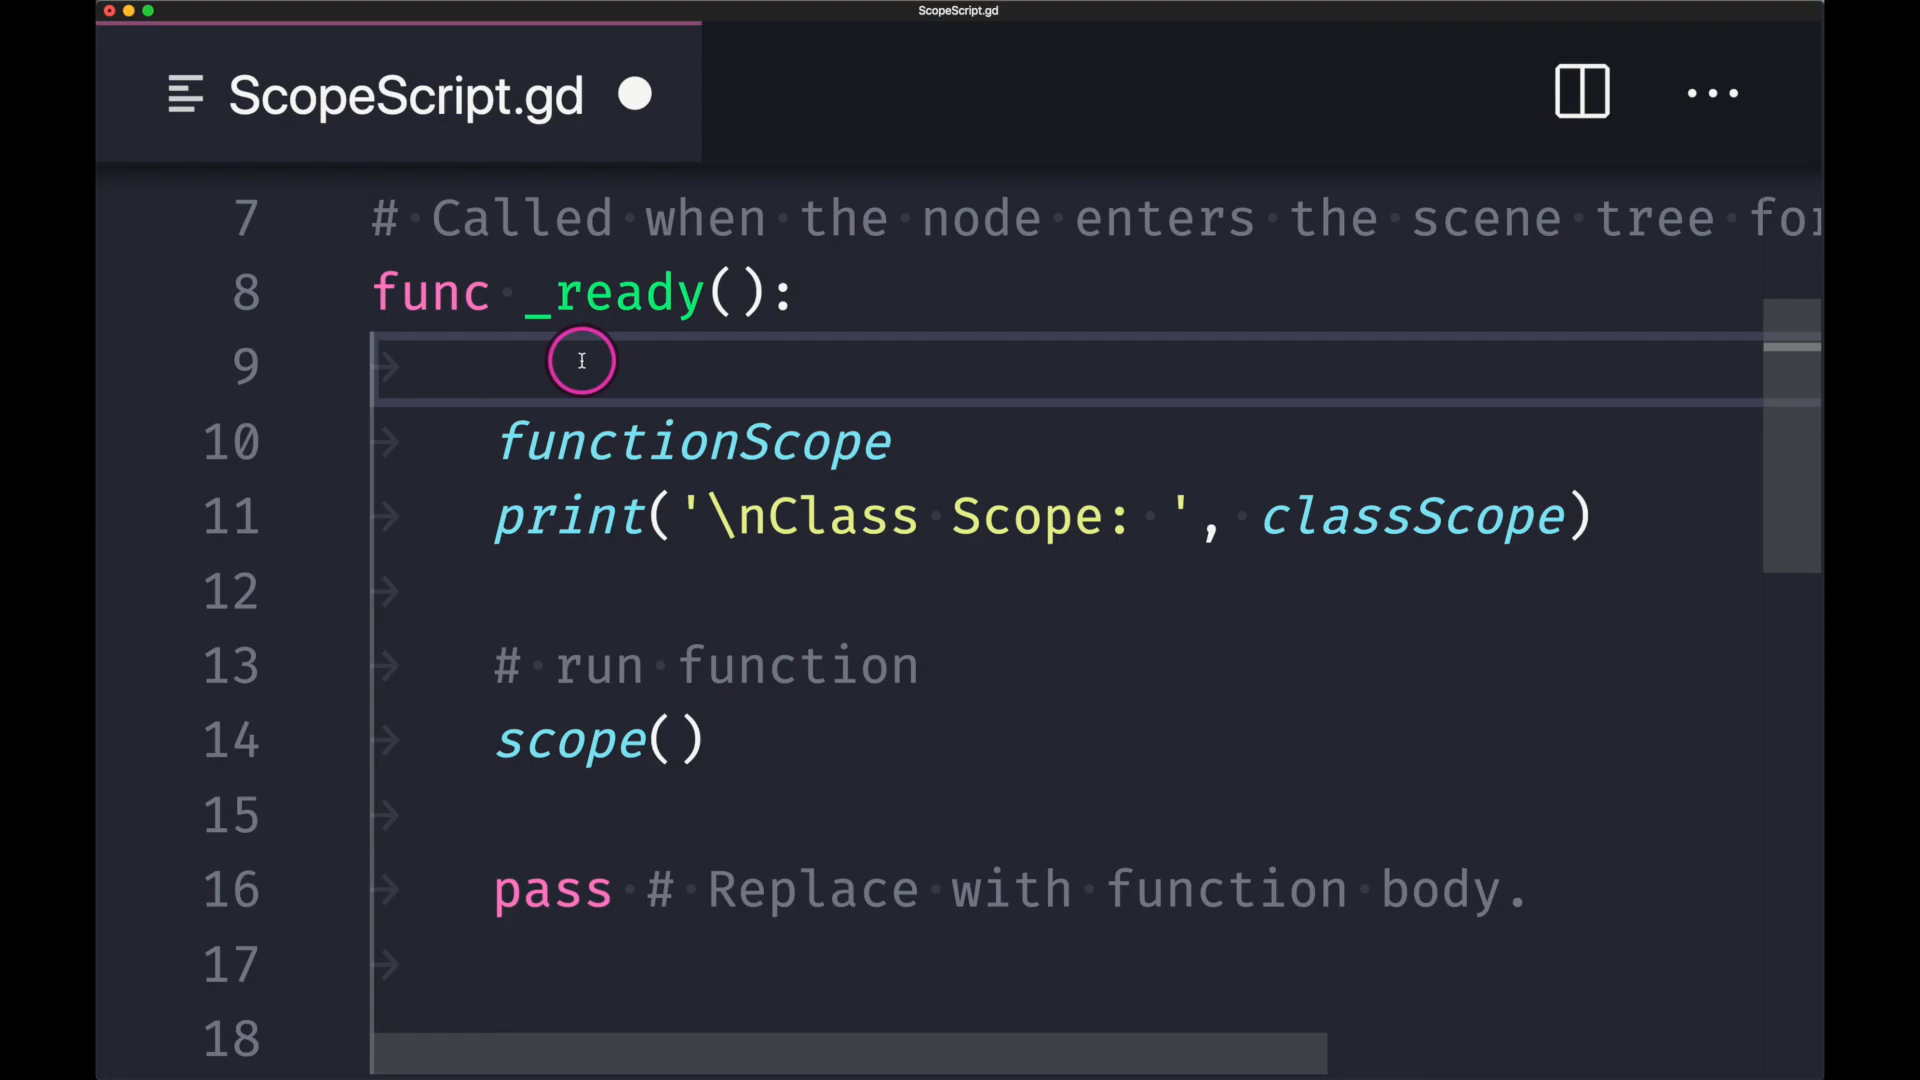 ScopeScript.gd
ScopeScript.gd
7 # Called when the node enters the scene tree
8 func _ready():
9
10 functionScope
11 print('\nClass Scope: ', classScope)
12
13 # run function
14 scope()
15
16 pass # Replace with function body.
17
18